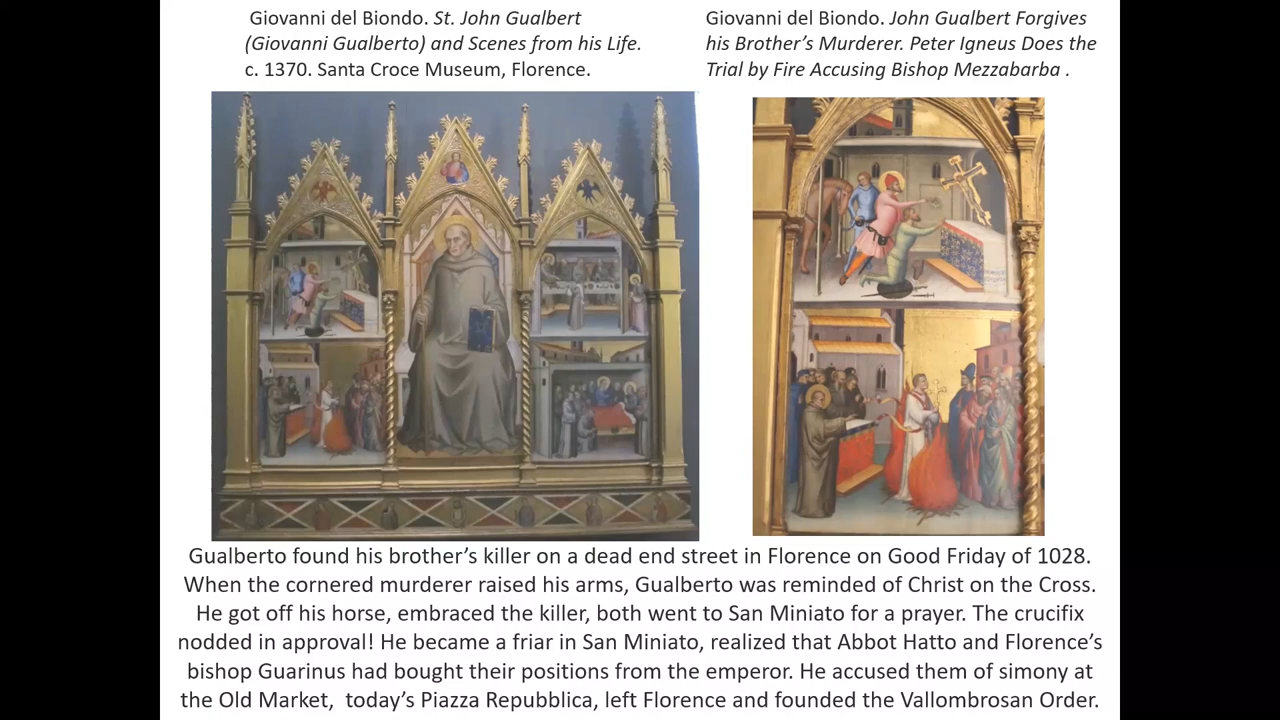 Giovanni del Biondo. St. John Gualbert
(Giovanni Gualberto) and Scenes from his Life.
c. 1370. Santa Croce Museum, Florence.
Giovanni del Biondo. John Gualbert Forgives
his Brother’s Murderer. Peter Igneus Does the
Trial by Fire Accusing Bishop Mezzabarba .
Gualberto found his brother’s killer on a dead end street in Florence on Good Friday of 1028.
When the cornered murderer raised his arms, Gualberto was reminded of Christ on the Cross.
He got off his horse, embraced the killer, both went to San Miniato for a prayer. The crucifix
nodded in approval! He became a friar in San Miniato, realized that Abbot Hatto and Florence’s
bishop Guarinus had bought their positions from the emperor. He accused them of simony at
the Old Market,  today’s Piazza Repubblica, left Florence and founded the Vallombrosan Order.